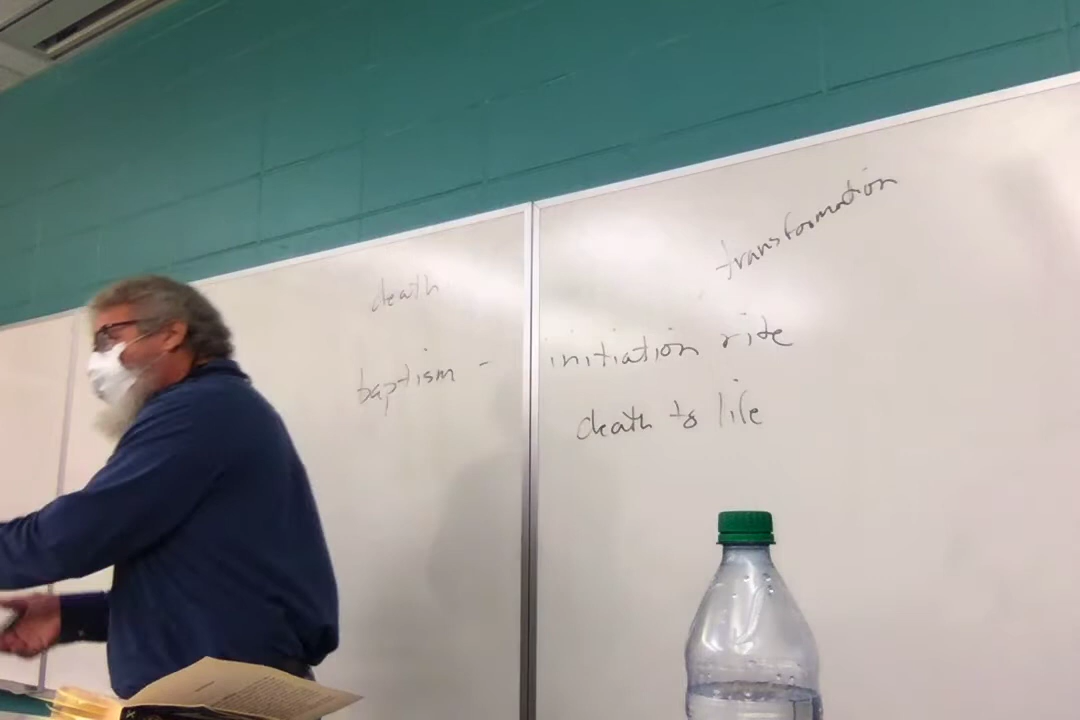 transformation
death
baptism - initiation rite
death to life